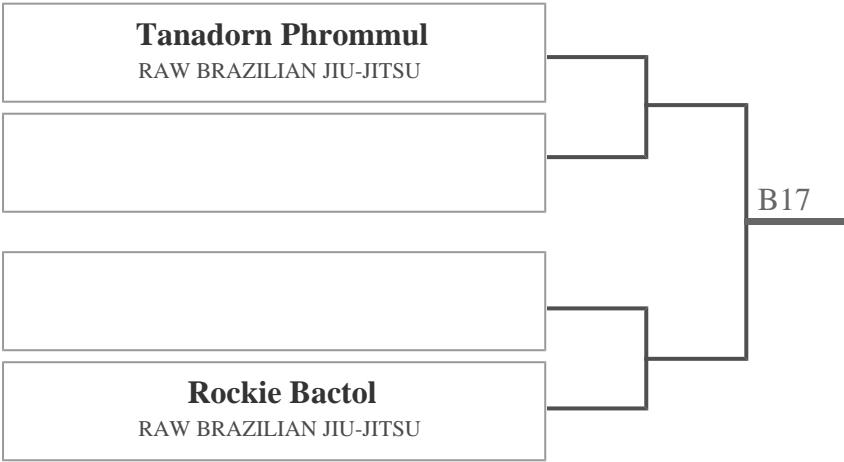 Tanadorn Phrommul
RAW BRAZILIAN JIU-JITSU
B17
Rockie Bactol
RAW BRAZILIAN JIU-JITSU